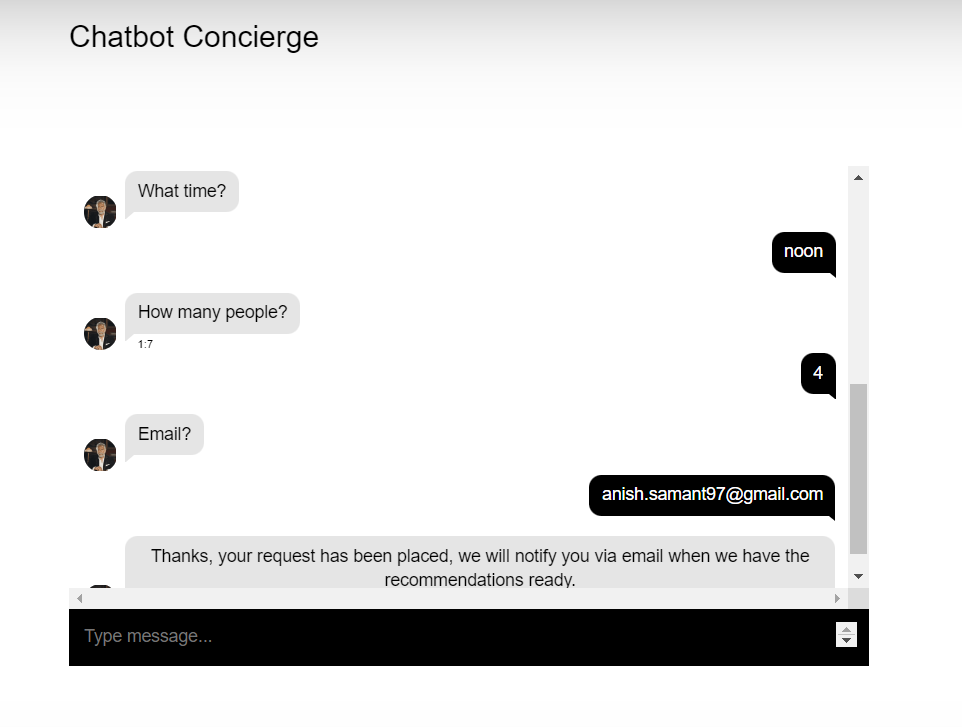 Chatbot Concierge
What time?
noon
How many people?
1:7
4
Email?
anish.samant97@gmail.com
Thanks, your request has been placed, we will notify you via email when we have the
recommendations ready.
Type message...